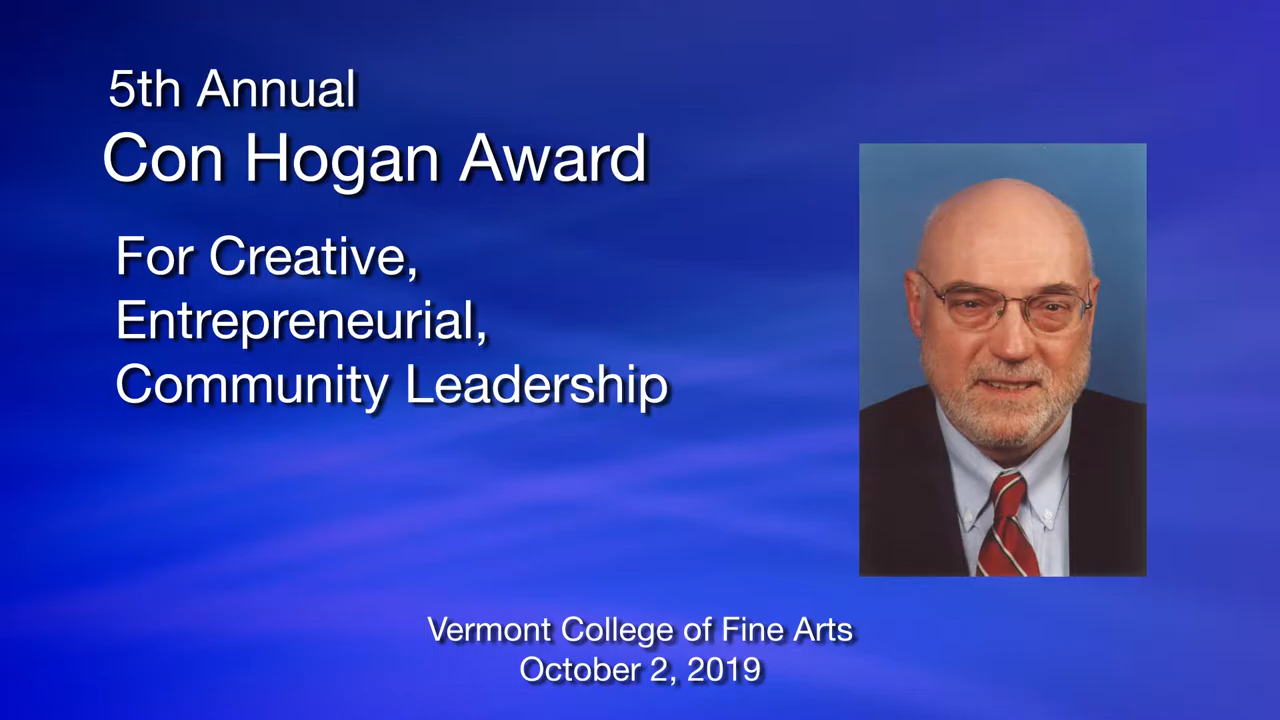 5th Annual
Con Hogan Award
For Creative,
Entrepreneurial,
Community Leadership
Vermont College of Fine Arts
October 2, 2019